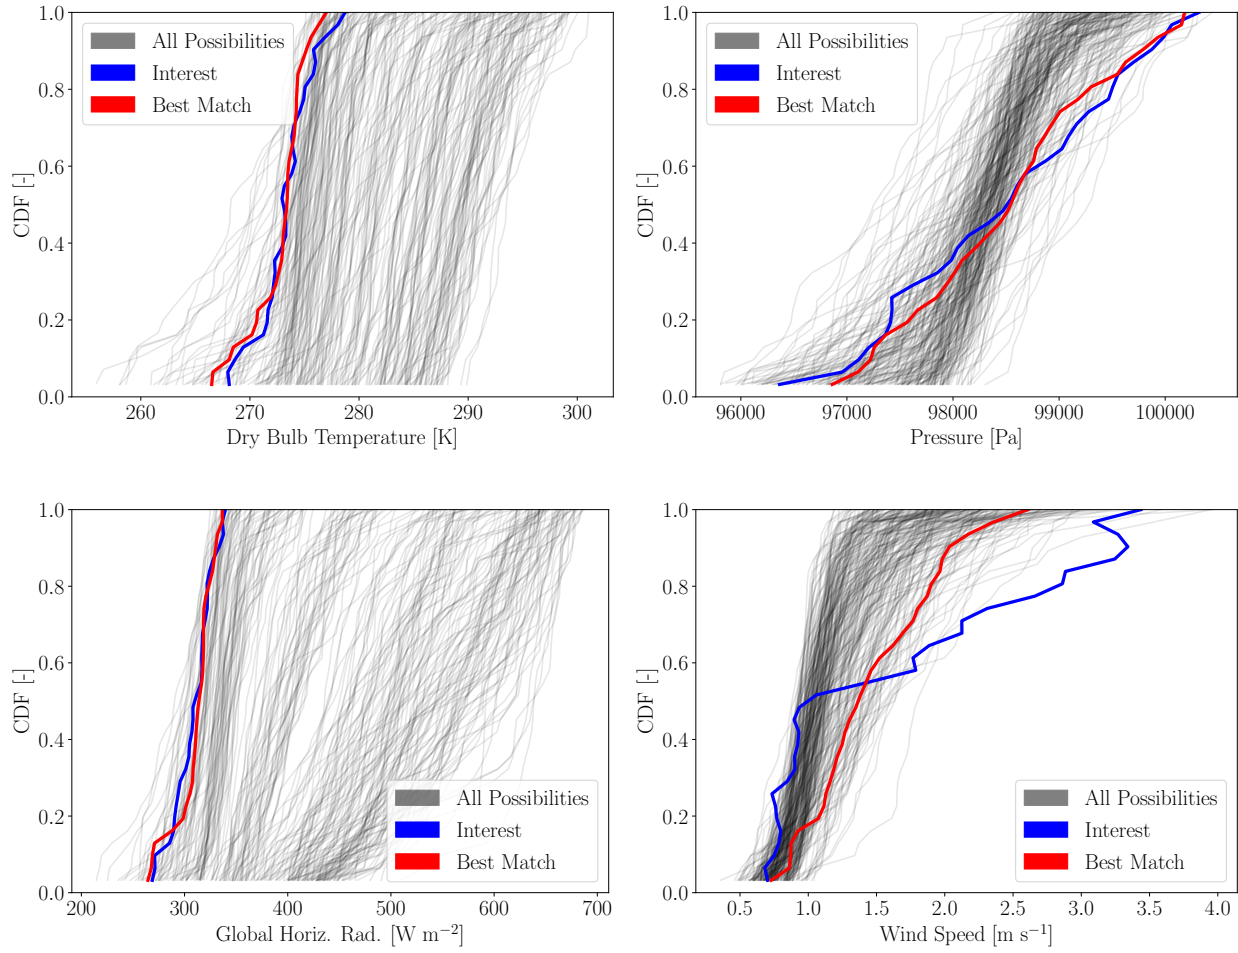 1.0
0.8
0.6
0.4
0.2
0.0
CDF [-]
All Possibilities
Interest
Best Match
260
270
280
290
300
Dry Bulb Temperature [K]
1.0
0.8
0.6
0.4
0.2
0.0
CDF [-]
All Possibilities
Interest
Best Match
96000
97000
98000
99000
100000
Pressure [Pa]
1.0
0.8
0.6
0.4
0.2
0.0
CDF [-]
All Possibilities
Interest
Best Match
200
300
400
500
600
700
Global Horiz. Rad. [W m⁻²]
1.0
0.8
0.6
0.4
0.2
0.0
CDF [-]
All Possibilities
Interest
Best Match
0.5
1.0
1.5
2.0
2.5
3.0
3.5
4.0
Wind Speed [m s⁻¹]